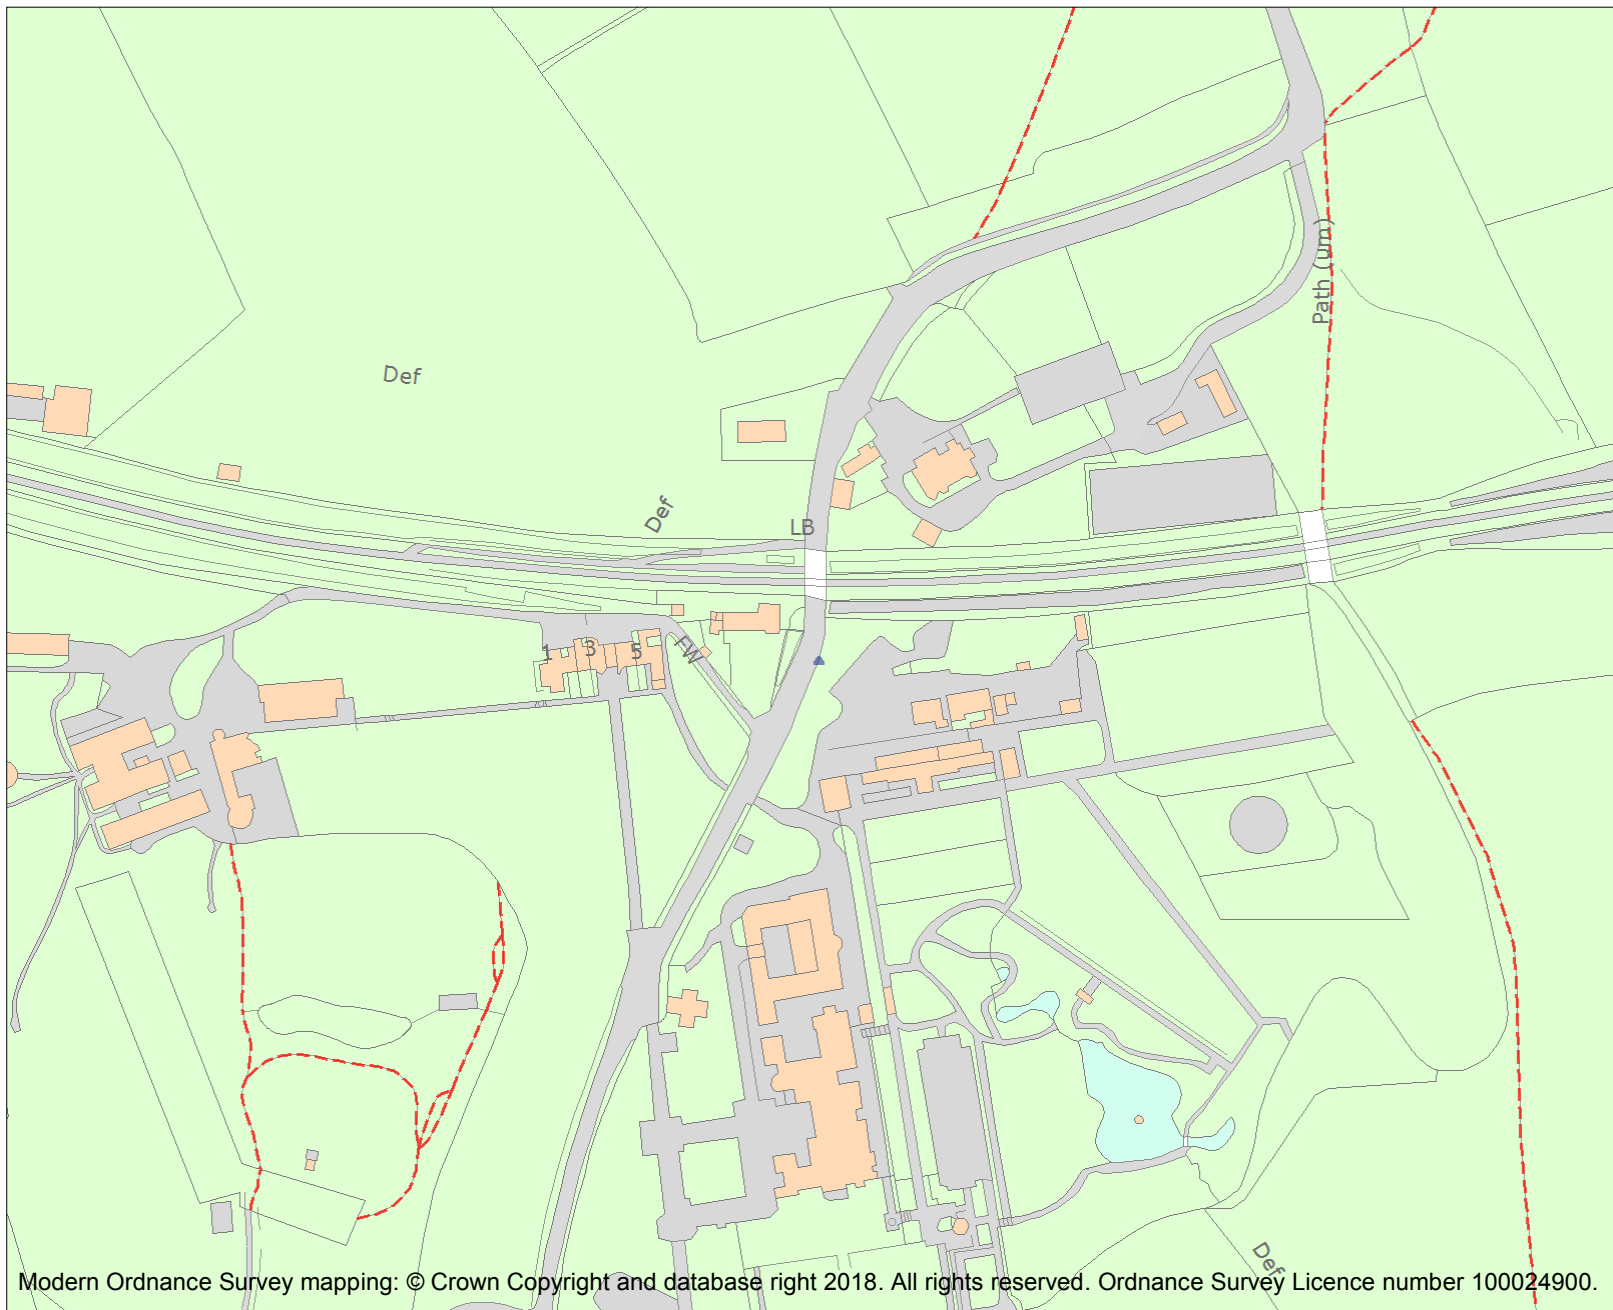 Path (um)
Def
Def
LB
1
3
5
FW
Def
Modern Ordnance Survey mapping: © Crown Copyright and database right 2018. All rights reserved. Ordnance Survey Licence number 100024900.